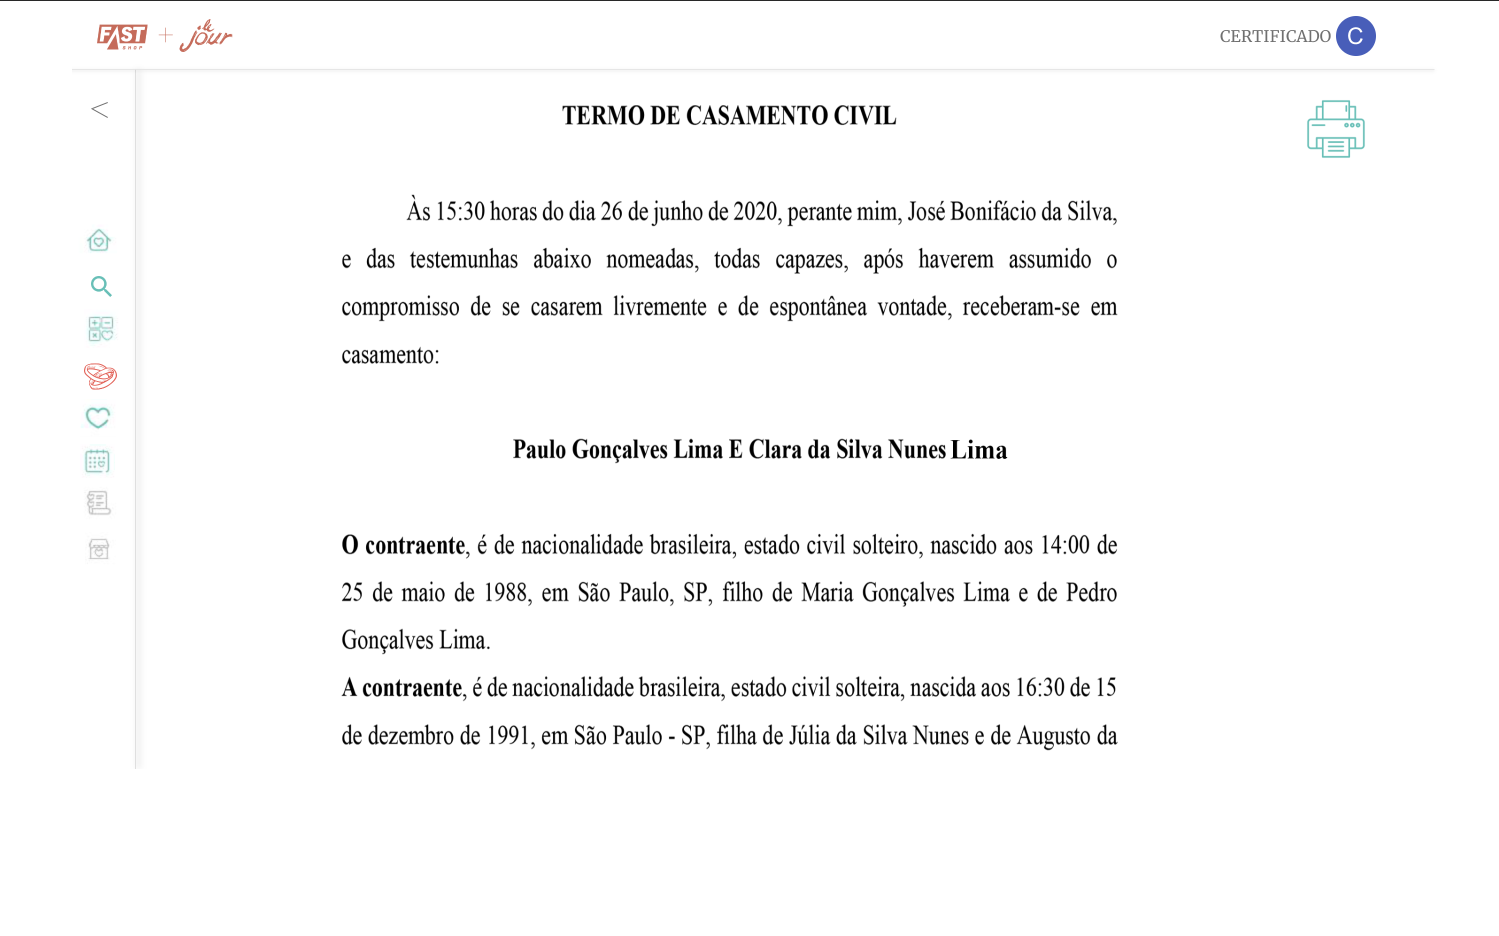 FAST SHOP + le jour
CERTIFICADO C
<
TERMO DE CASAMENTO CIVIL
Às 15:30 horas do dia 26 de junho de 2020, perante mim, José Bonifácio da Silva,
e das testemunhas abaixo nomeadas, todas capazes, após haverem assumido o
compromisso de se casarem livremente e de espontânea vontade, receberam-se em
casamento:
Paulo Gonçalves Lima E Clara da Silva Nunes Lima
O contraente, é de nacionalidade brasileira, estado civil solteiro, nascido aos 14:00 de
25 de maio de 1988, em São Paulo, SP, filho de Maria Gonçalves Lima e de Pedro
Gonçalves Lima.
A contraente, é de nacionalidade brasileira, estado civil solteira, nascida aos 16:30 de 15
de dezembro de 1991, em São Paulo - SP, filha de Júlia da Silva Nunes e de Augusto da